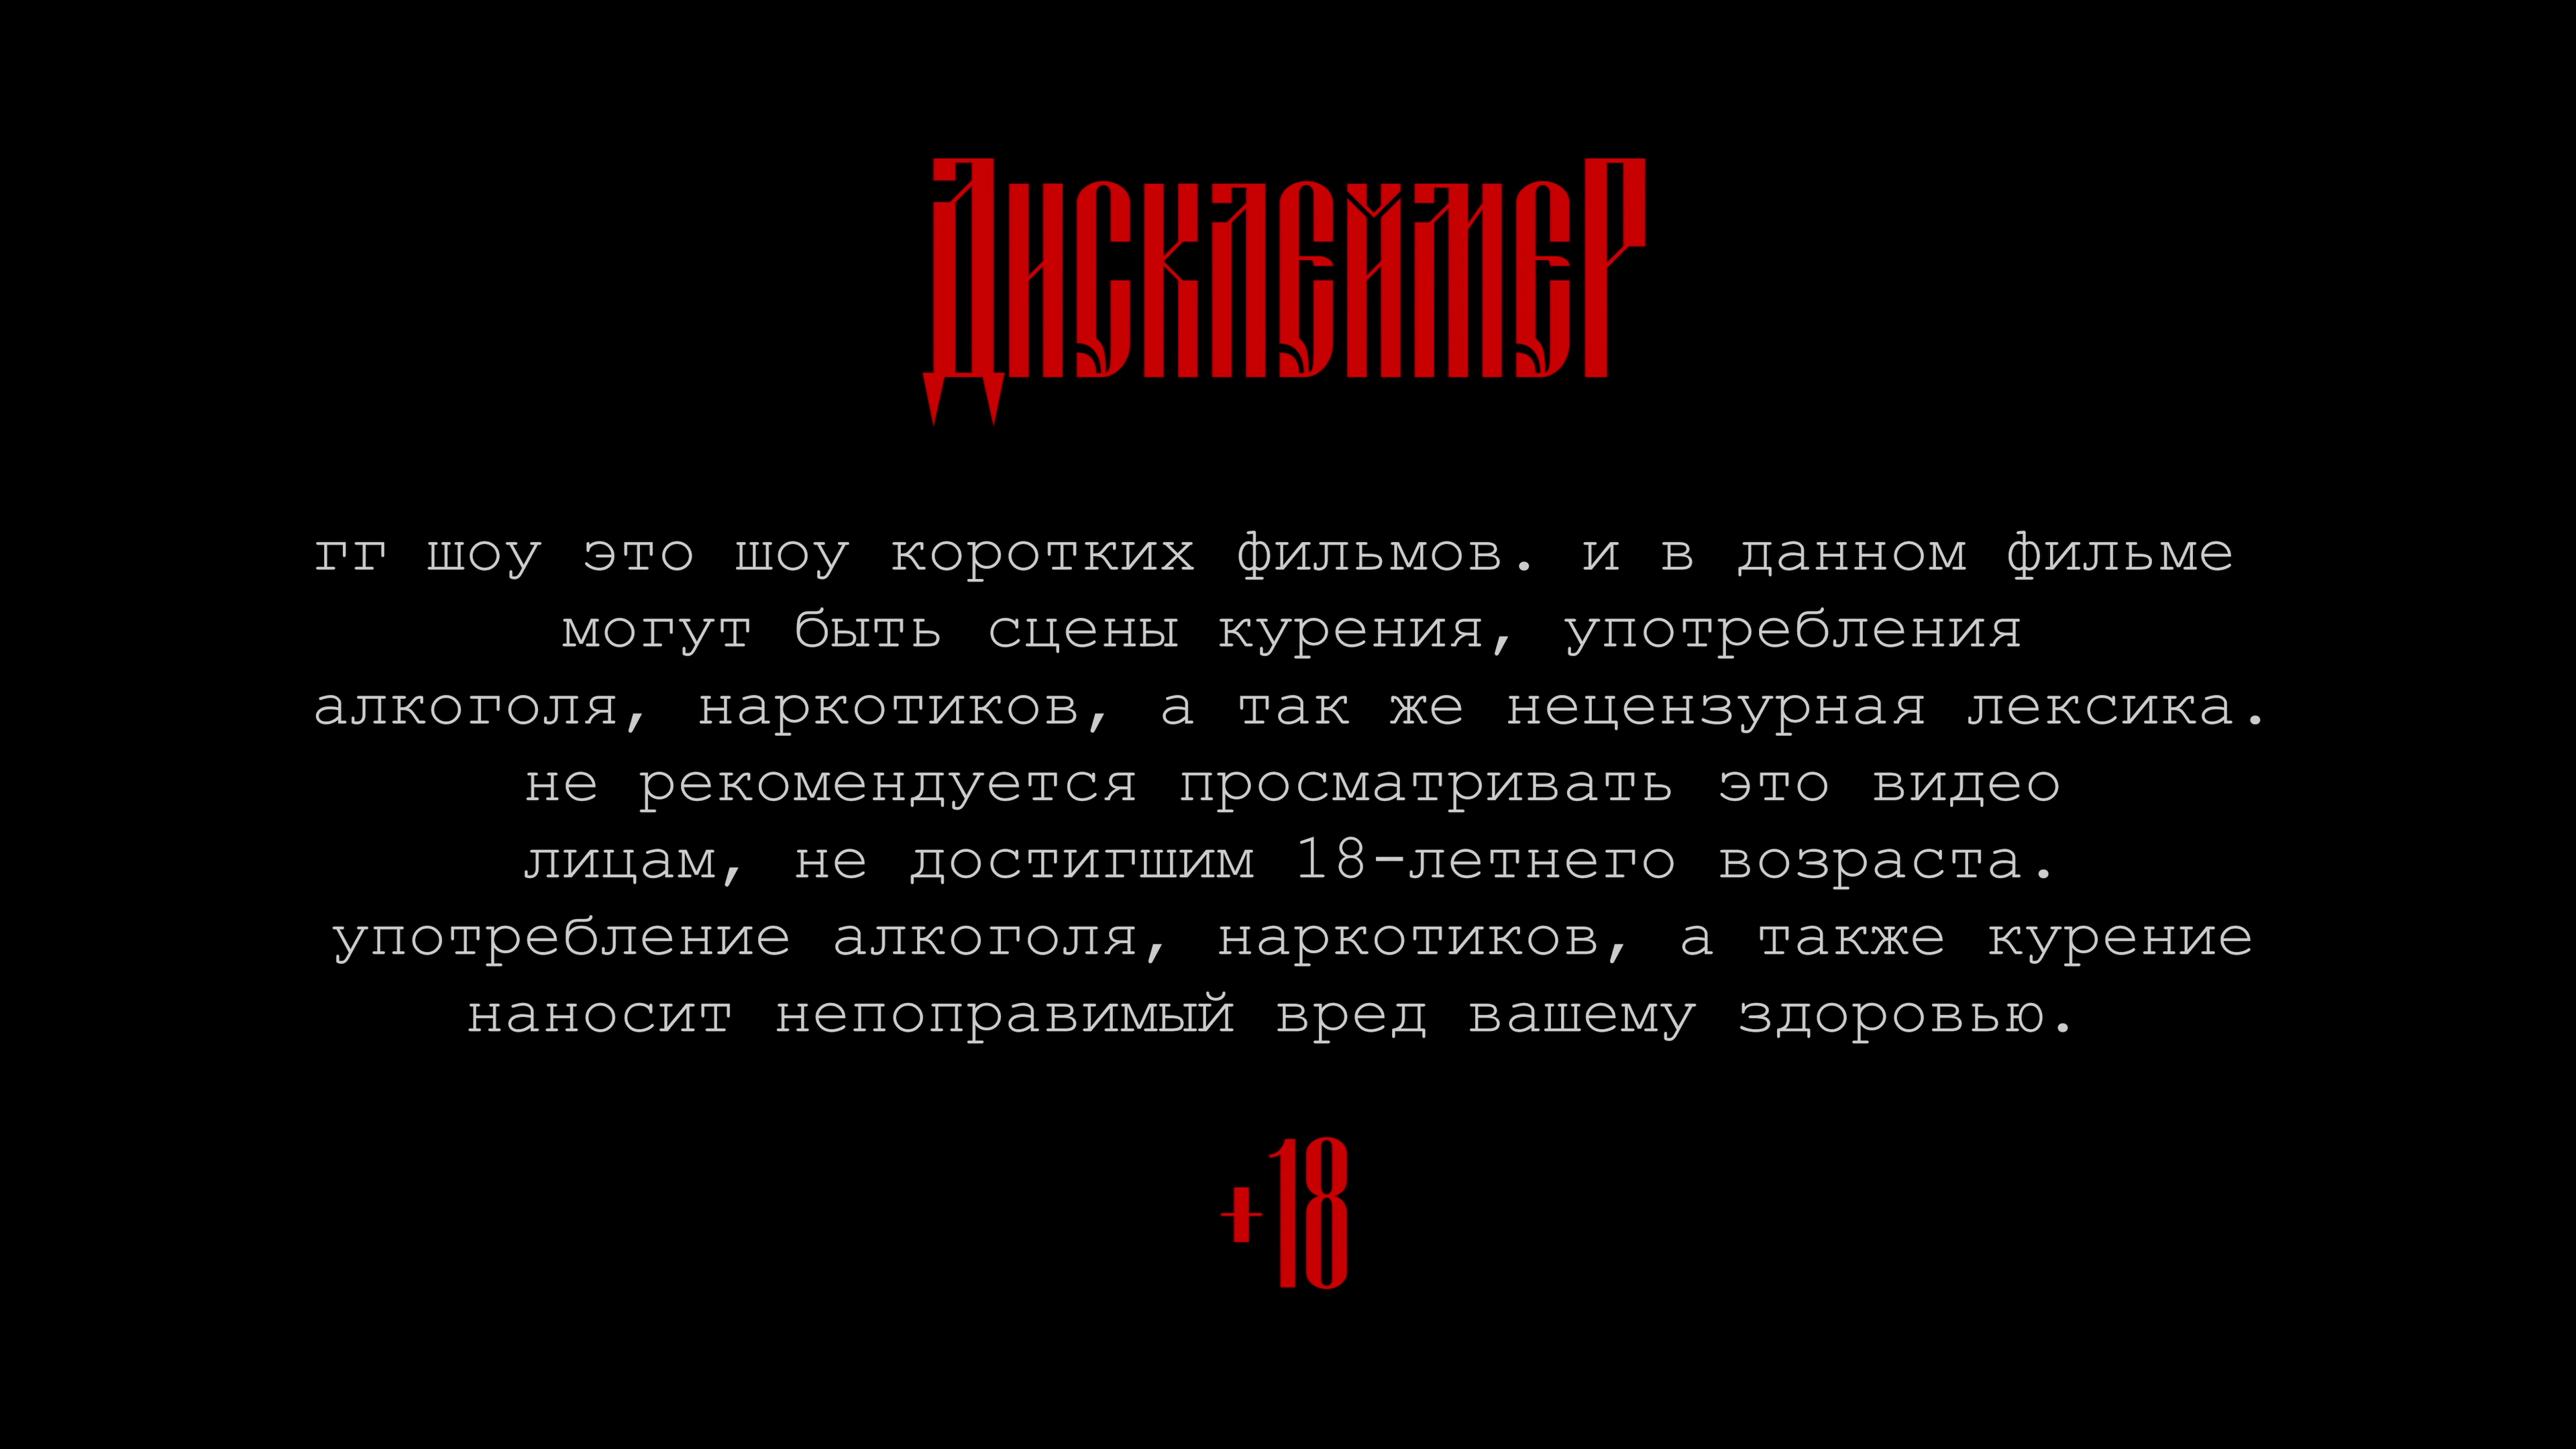 Дисклеймер
гг шоу это шоу коротких фильмов. и в данном фильме
могут быть сцены курения, употребления
алкоголя, наркотиков, а так же нецензурная лексика.
не рекомендуется просматривать это видео
лицам, не достигшим 18-летнего возраста.
употребление алкоголя, наркотиков, а также курение
наносит непоправимый вред вашему здоровью.
+18